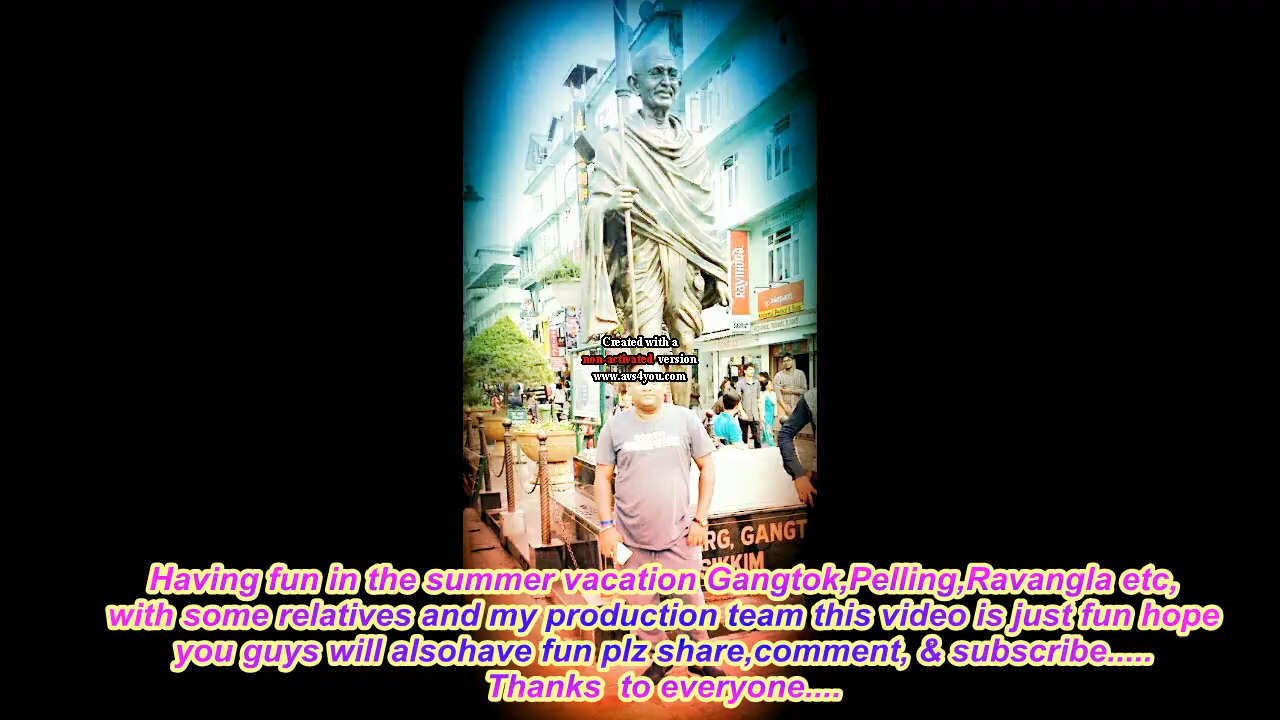 Raymond
Created with a
non-activated version
www.avs4you.com
RG, GANGT
SIKKIM
Having fun in the summer vacation Gangtok,Pelling,Ravangla etc,
with some relatives and my production team this video is just fun hope
you guys will alsohave fun plz share,comment, & subscribe.....
Thanks  to everyone....